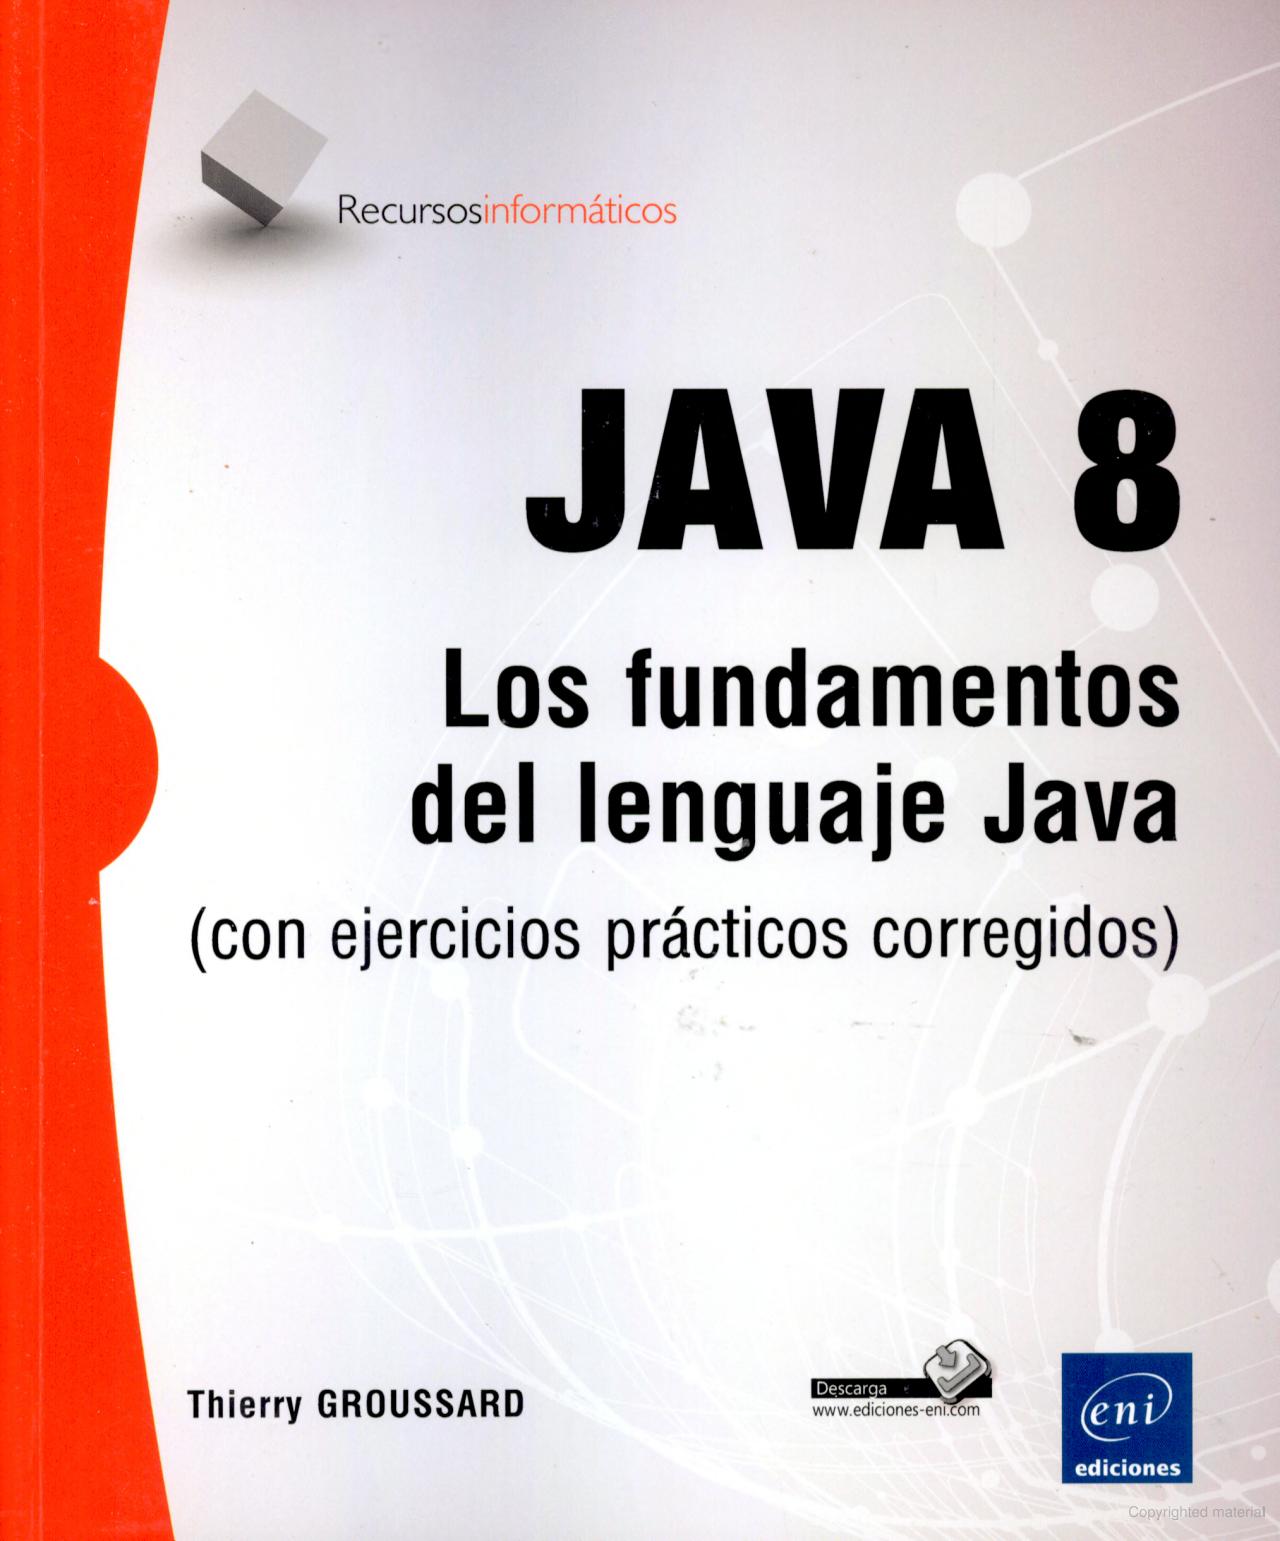 Recursosinformáticos
JAVA 8
Los fundamentos
del lenguaje Java
(con ejercicios prácticos corregidos)
Thierry GROUSSARD
Descarga
www.ediciones-eni.com
eni
ediciones
Copyrighted material